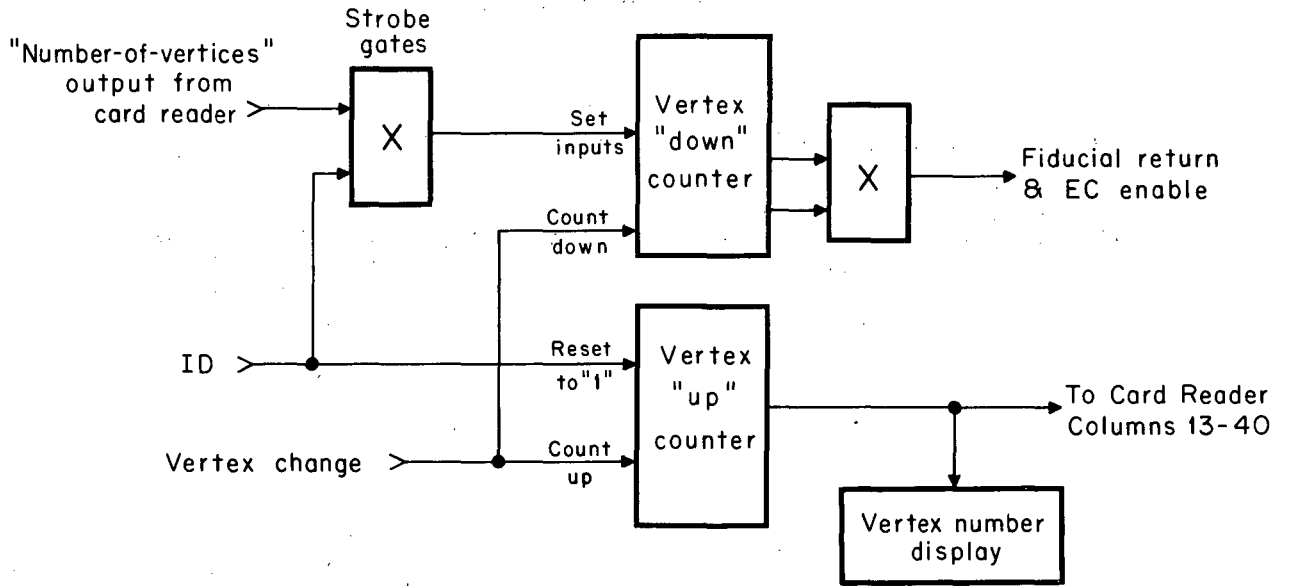 Strobe
gates
"Number-of-vertices"
output from
card reader
X
Set
inputs
Count
down
Vertex
"down"
counter
X
Fiducial return
& EC enable
ID
Reset
to "1"
Vertex change
Count
up
Vertex
"up"
counter
To Card Reader
Columns 13-40
Vertex number
display